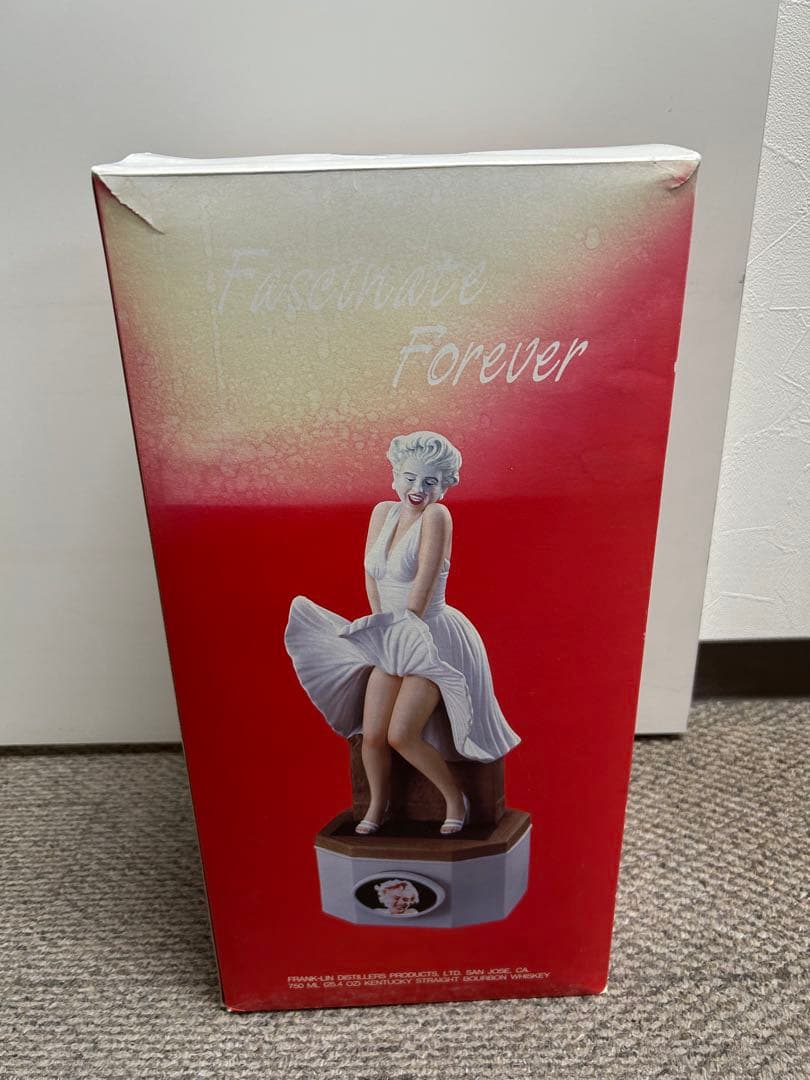 Fascinate
Forever
FRANK-LIN DISTILLERS PRODUCTS, LTD. SAN JOSE, CA.
750 ML (25.4 OZ) KENTUCKY STRAIGHT BOURBON WHISKEY